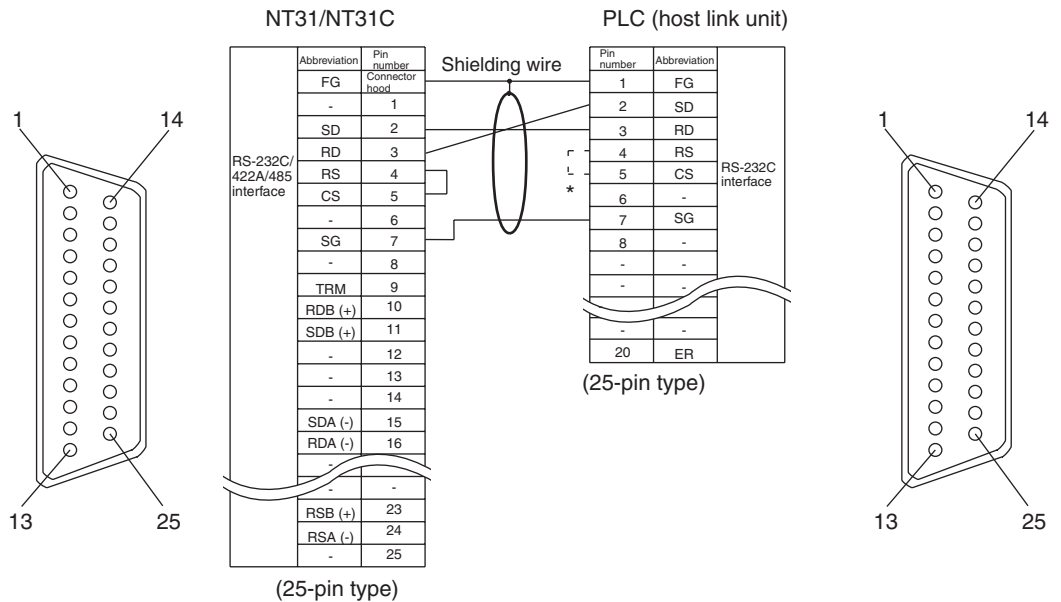 NT31/NT31C
PLC (host link unit)
1
14
13
25
RS-232C/
422A/485
interface
Abbreviation Pin number
FG Connector hood
- 1
SD 2
RD 3
RS 4
CS 5
- 6
SG 7
- 8
TRM 9
RDB (+) 10
SDB (+) 11
- 12
- 13
- 14
SDA (-) 15
RDA (-) 16
- -
- -
RSB (+) 23
RSA (-) 24
- 25
(25-pin type)
Shielding wire
*
Pin number Abbreviation
1 FG
2 SD
3 RD
4 RS
5 CS
6 -
7 SG
8 -
- -
- -
- -
20 ER
RS-232C
interface
(25-pin type)
1
14
13
25